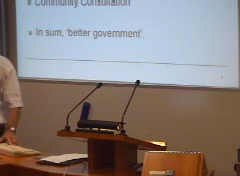 » Community Consultation
» In sum, 'better government'.